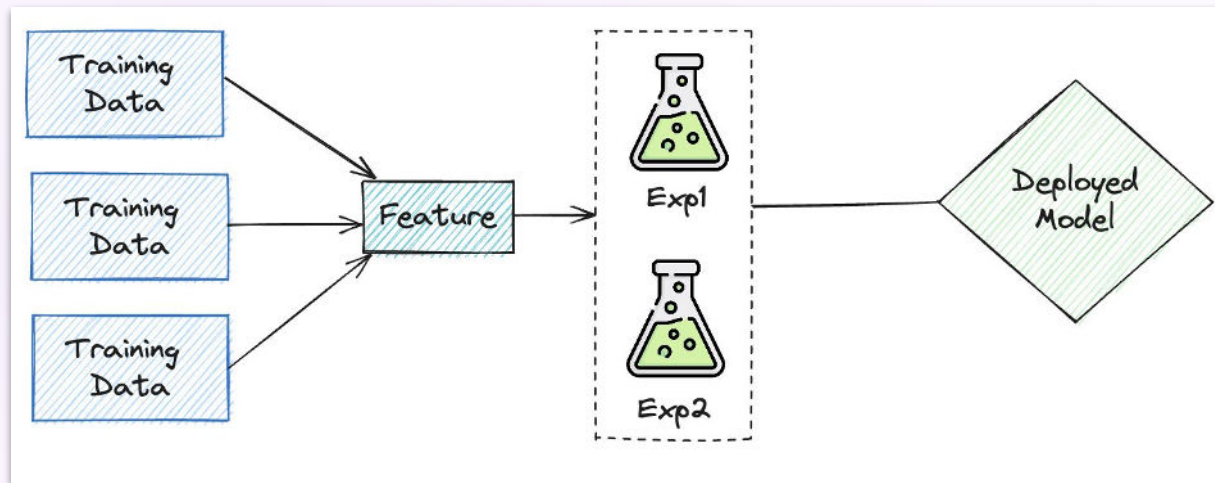 Training
Data
Training
Data
Training
Data
Feature
Exp1
Exp2
Deployed
Model